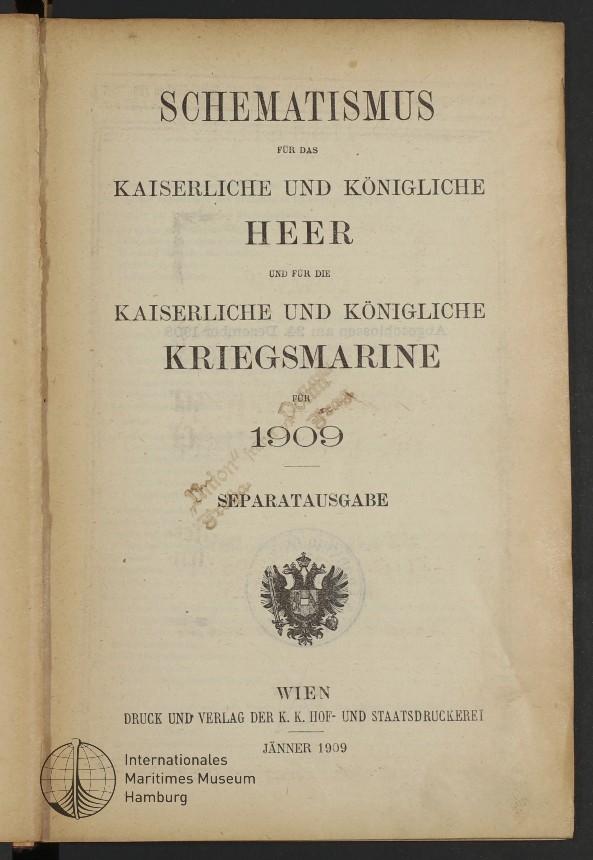 SCHEMATISMUS
FÜR DAS
KAISERLICHE UND KÖNIGLICHE
HEER
UND FÜR DIE
KAISERLICHE UND KÖNIGLICHE
KRIEGSMARINE
FÜR
1909
SEPARATAUSGABE
WIEN
DRUCK UND VERLAG DER K. K. HOF- UND STAATSDRUCKEREI
JÄNNER 1909
Internationales
Maritimes Museum
Hamburg